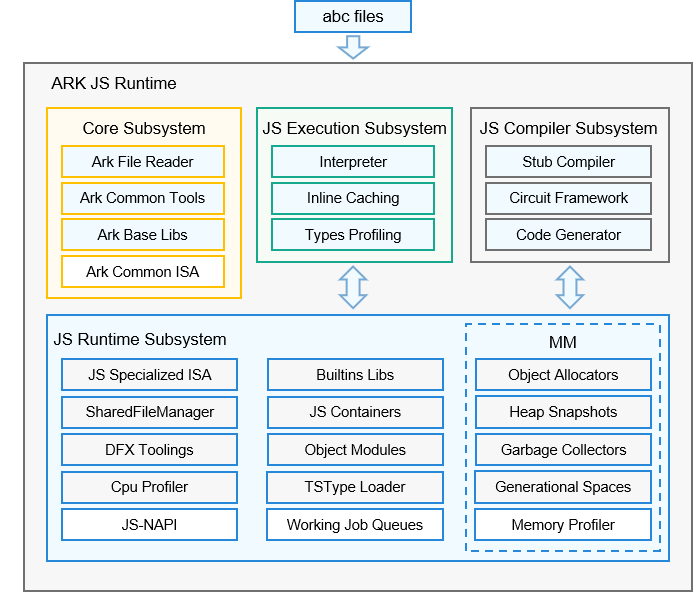 abc files
ARK JS Runtime
Core Subsystem
Ark File Reader
Ark Common Tools
Ark Base Libs
Ark Common ISA
JS Execution Subsystem
Interpreter
Inline Caching
Types Profiling
JS Compiler Subsystem
Stub Compiler
Circuit Framework
Code Generator
JS Runtime Subsystem
JS Specialized ISA
SharedFileManager
DFX Toolings
Cpu Profiler
JS-NAPI
Builtins Libs
JS Containers
Object Modules
TSType Loader
Working Job Queues
MM
Object Allocators
Heap Snapshots
Garbage Collectors
Generational Spaces
Memory Profiler